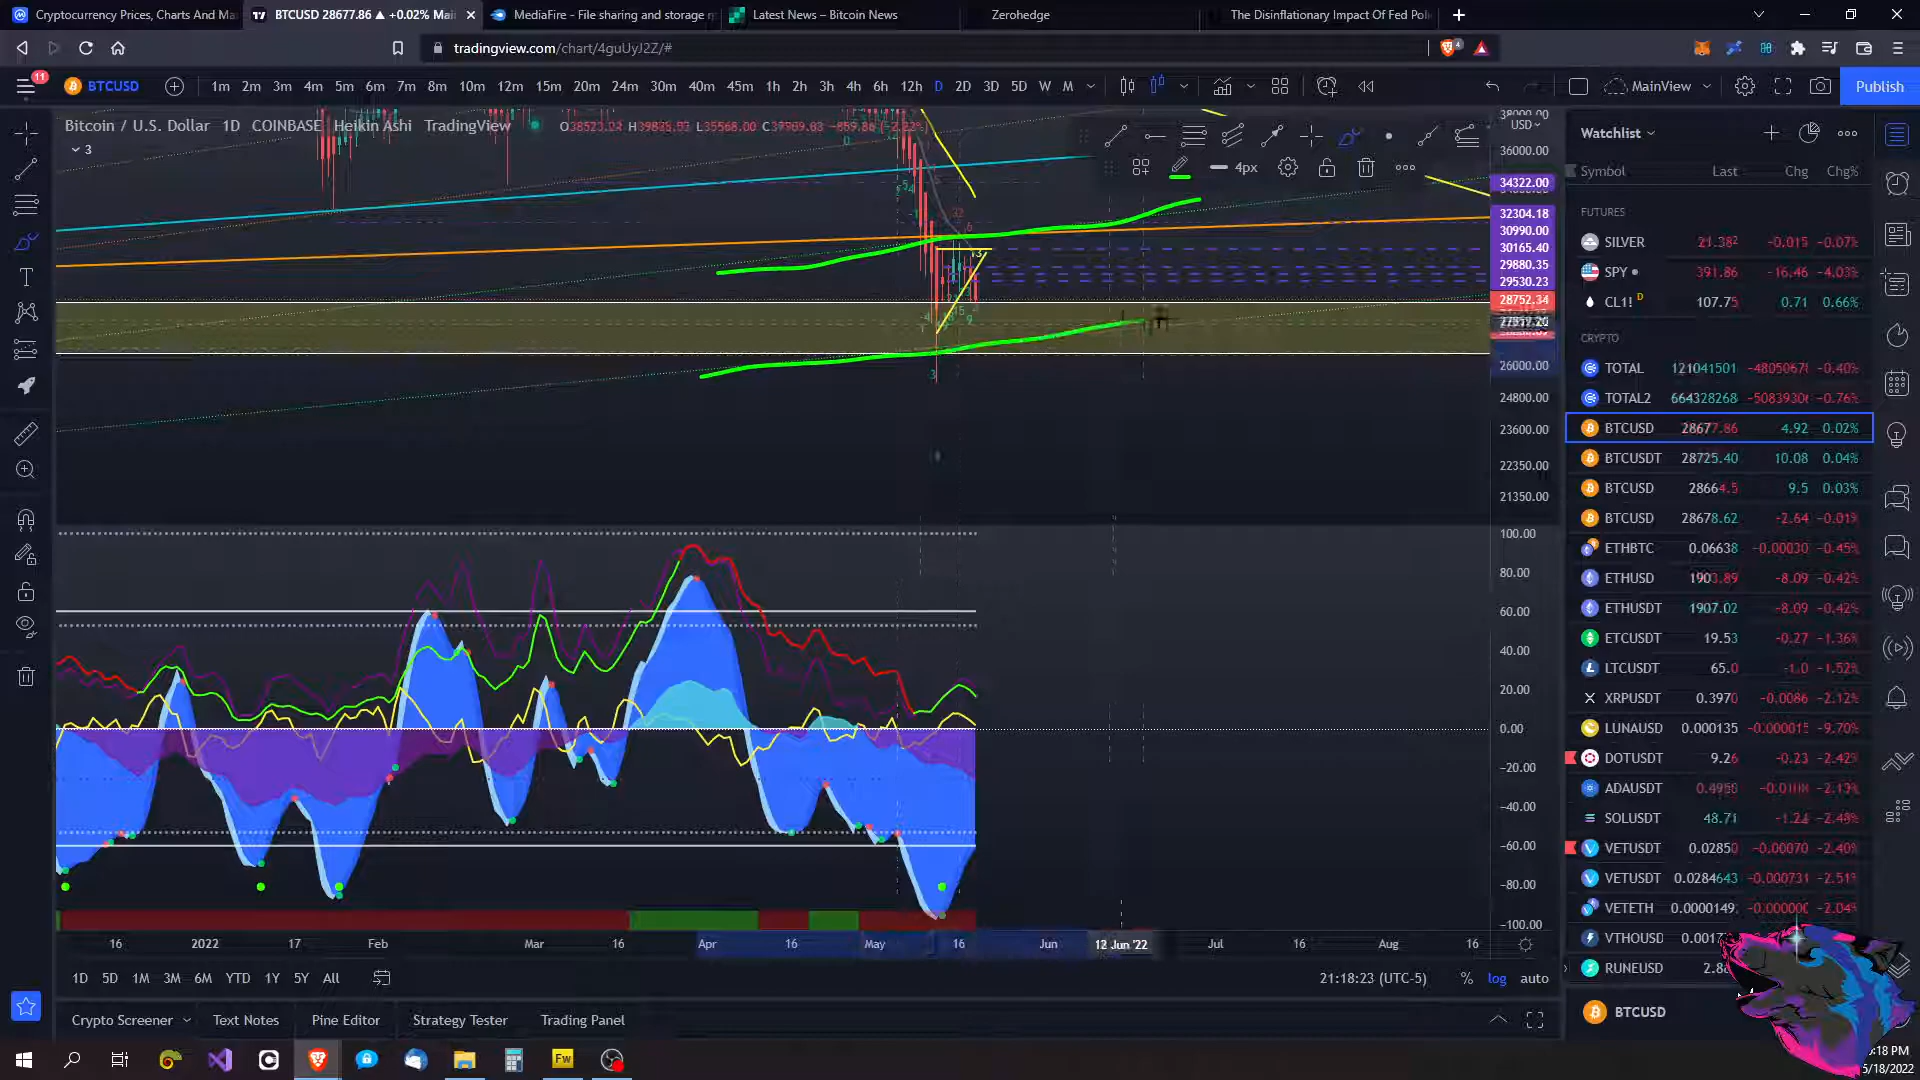 Cryptocurrency Prices, Charts And Ma
BTCUSD 28677.86 ▲ +0.02% Mai
MediaFire - File sharing and storage
Latest News – Bitcoin News
Zerohedge
The Disinflationary Impact Of Fed Poli
tradingview.com/chart/4guUyJ2Z/#
4
11
BTCUSD
1m 2m 3m 4m 5m 6m 7m 8m 10m 12m 15m 20m 24m 30m 40m 45m 1h 2h 3h 4h 6h 12h D 2D 3D 5D W M
MainView
Publish
Bitcoin / U.S. Dollar 1D COINBASE Heikin Ashi TradingView
3
4px
USD
38000.00
36000.00
34322.00
32304.18
30990.00
30165.40
29880.35
29530.23
28752.34
26000.00
24800.00
23600.00
22350.00
21350.00
100.00
80.00
60.00
40.00
20.00
0.00
−20.00
−40.00
−60.00
−80.00
−100.00
16 2022 17 Feb Mar 16 Apr 16 May 16 Jun 12 Jun '22 Jul 16 Aug 16
1D 5D 1M 3M 6M YTD 1Y 5Y All
21:18:23 (UTC-5)
% log auto
Crypto Screener Text Notes Pine Editor Strategy Tester Trading Panel
Watchlist
Symbol Last Chg Chg%
FUTURES
SILVER 21.38² -0.015 -0.07%
SPY 391.86 -16.46 -4.03%
CL1! D 107.75 0.71 0.66%
CRYPTO
TOTAL 121041501 -0.40%
TOTAL2 664328268 -0.76%
BTCUSD 28677.86 4.92 0.02%
BTCUSDT 28725.40 10.08 0.04%
BTCUSD 28664.5 9.5 0.03%
BTCUSD 28678.62 -2.64 -0.01%
ETHBTC 0.06638 -0.00030 -0.45%
ETHUSD 1903.89 -8.09 -0.42%
ETHUSDT 1907.02 -8.09 -0.42%
ETCUSDT 19.53 -0.27 -1.36%
LTCUSDT 65.0 -1.0 -1.52%
XRPUSDT 0.3970 -0.0086 -2.12%
LUNAUSD 0.000135 -0.000015 -9.70%
DOTUSDT 9.26 -0.23 -2.42%
ADAUSDT
SOLUSDT 48.71 -1.24 -2.48%
VETUSDT 0.02850 -0.00070 -2.40%
VETUSDT 0.0284643 -0.000731 -2.51%
VETETH 0.0000149 -2.04%
VTHOUSD
RUNEUSD
BTCUSD
Fw
5/18/2022